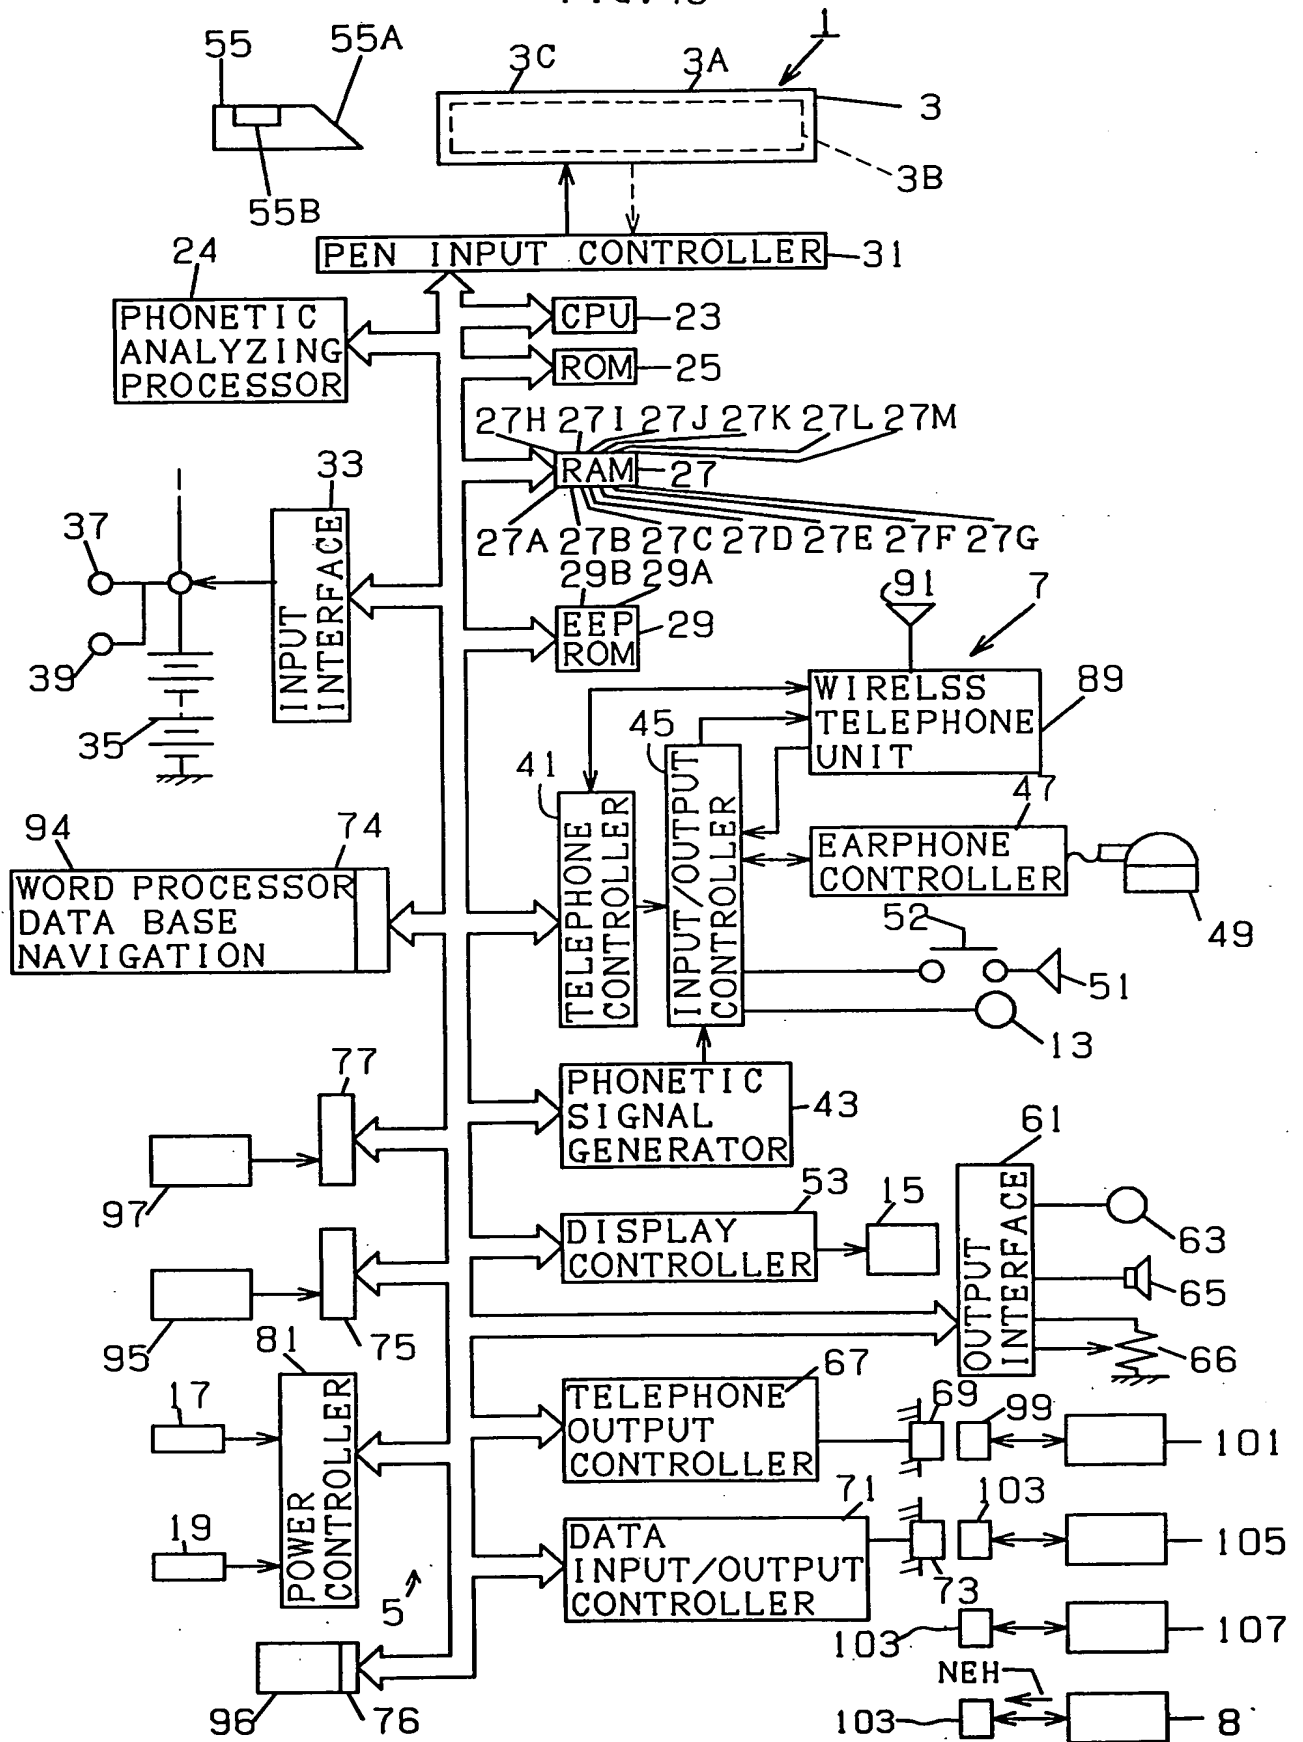 1
55
55A
3C
3A
3
3B
55B
24
PEN INPUT CONTROLLER
31
PHONETIC
ANALYZING
PROCESSOR
CPU
23
ROM
25
27H 27I 27J 27K 27L 27M
33
RAM
27
37
27A 27B 27C 27D 27E 27F 27G
INPUT
INTERFACE
29B 29A
91
7
EEP
ROM
29
39
35
WIRELSS
TELEPHONE
UNIT
89
45
41
47
94
74
TELEPHONE
CONTROLLER
INPUT/OUTPUT
CONTROLLER
EARPHONE
CONTROLLER
WORD PROCESSOR
DATA BASE
NAVIGATION
52
49
51
13
77
PHONETIC
SIGNAL
GENERATOR
43
61
97
53
15
DISPLAY
CONTROLLER
OUTPUT
INTERFACE
63
65
95
81
75
66
17
POWER
CONTROLLER
67
TELEPHONE
OUTPUT
CONTROLLER
69
99
101
19
71
103
DATA
INPUT/OUTPUT
CONTROLLER
105
73
5
103
107
NEH
96
76
103
8